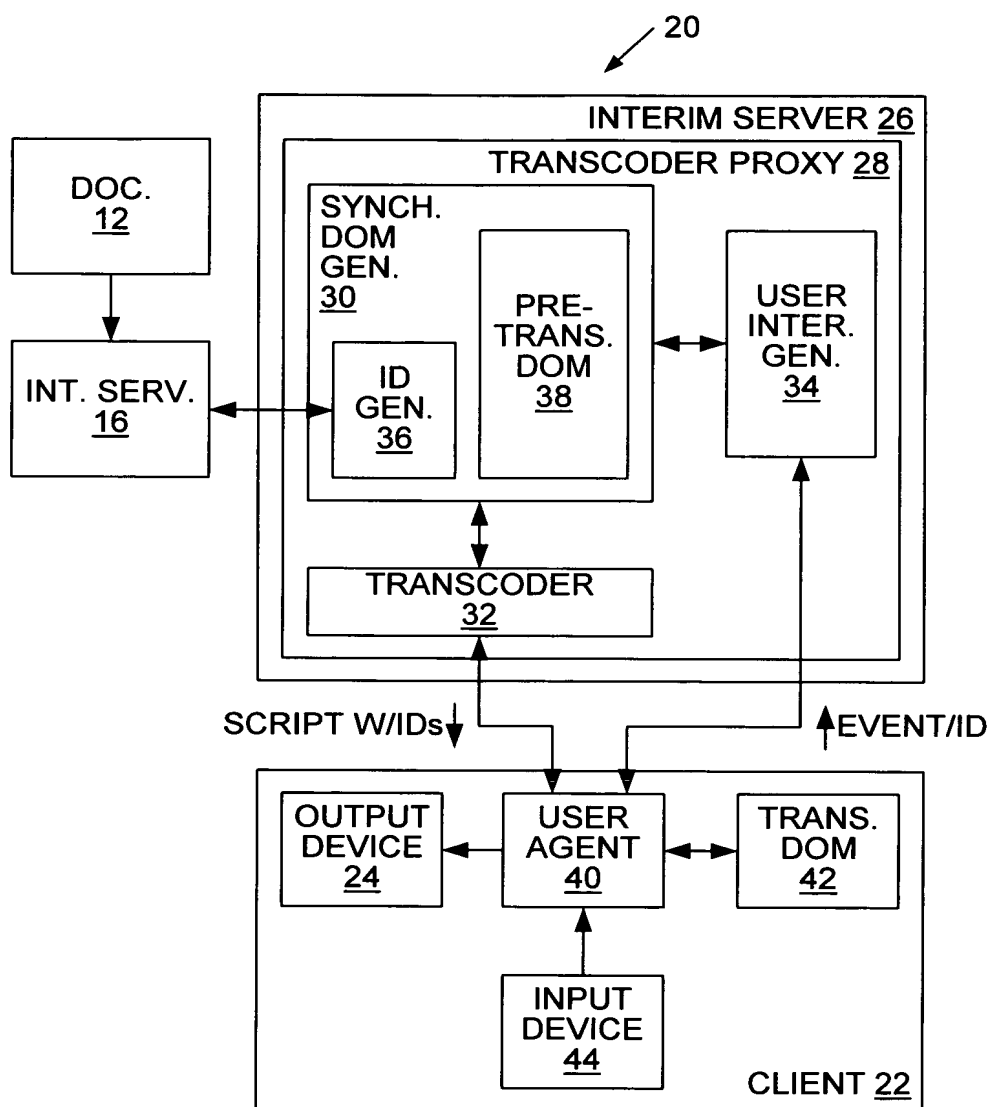 20
INTERIM SERVER 26
TRANSCODER PROXY 28
DOC.
12
INT. SERV.
16
SYNCH.
DOM
GEN.
30
ID
GEN.
36
PRE-
TRANS.
DOM
38
USER
INTER.
GEN.
34
TRANSCODER
32
SCRIPT W/IDs
EVENT/ID
OUTPUT
DEVICE
24
USER
AGENT
40
TRANS.
DOM
42
INPUT
DEVICE
44
CLIENT 22